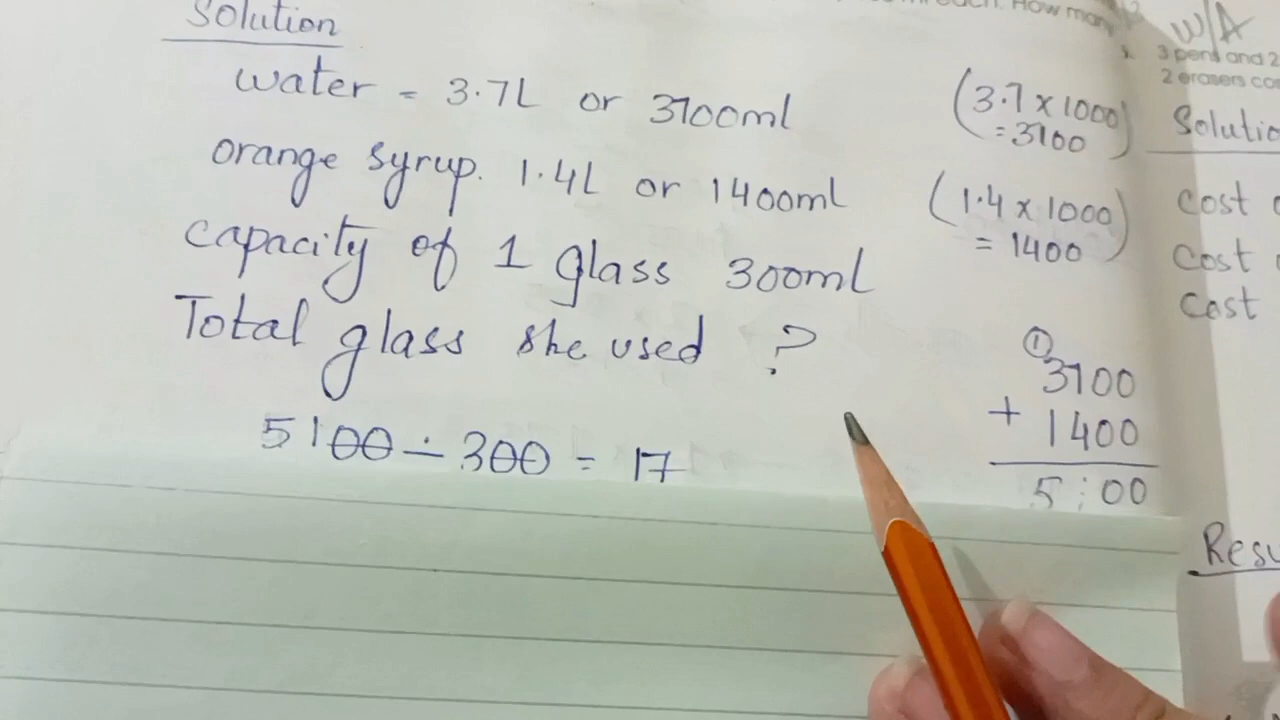 Solution
water = 3.7L or 3700ml
(3.7 x 1000)
= 3700
orange syrup. 1.4L or 1400ml
(1.4 x 1000)
= 1400
capacity of 1 glass 300ml
Total glass she used ?
5100 ÷ 300 = 17
1
3700
+ 1400
5100
How many
W/A
3 pens and 2
2 erasers co
Solutio
cost
cost
cost
Resu